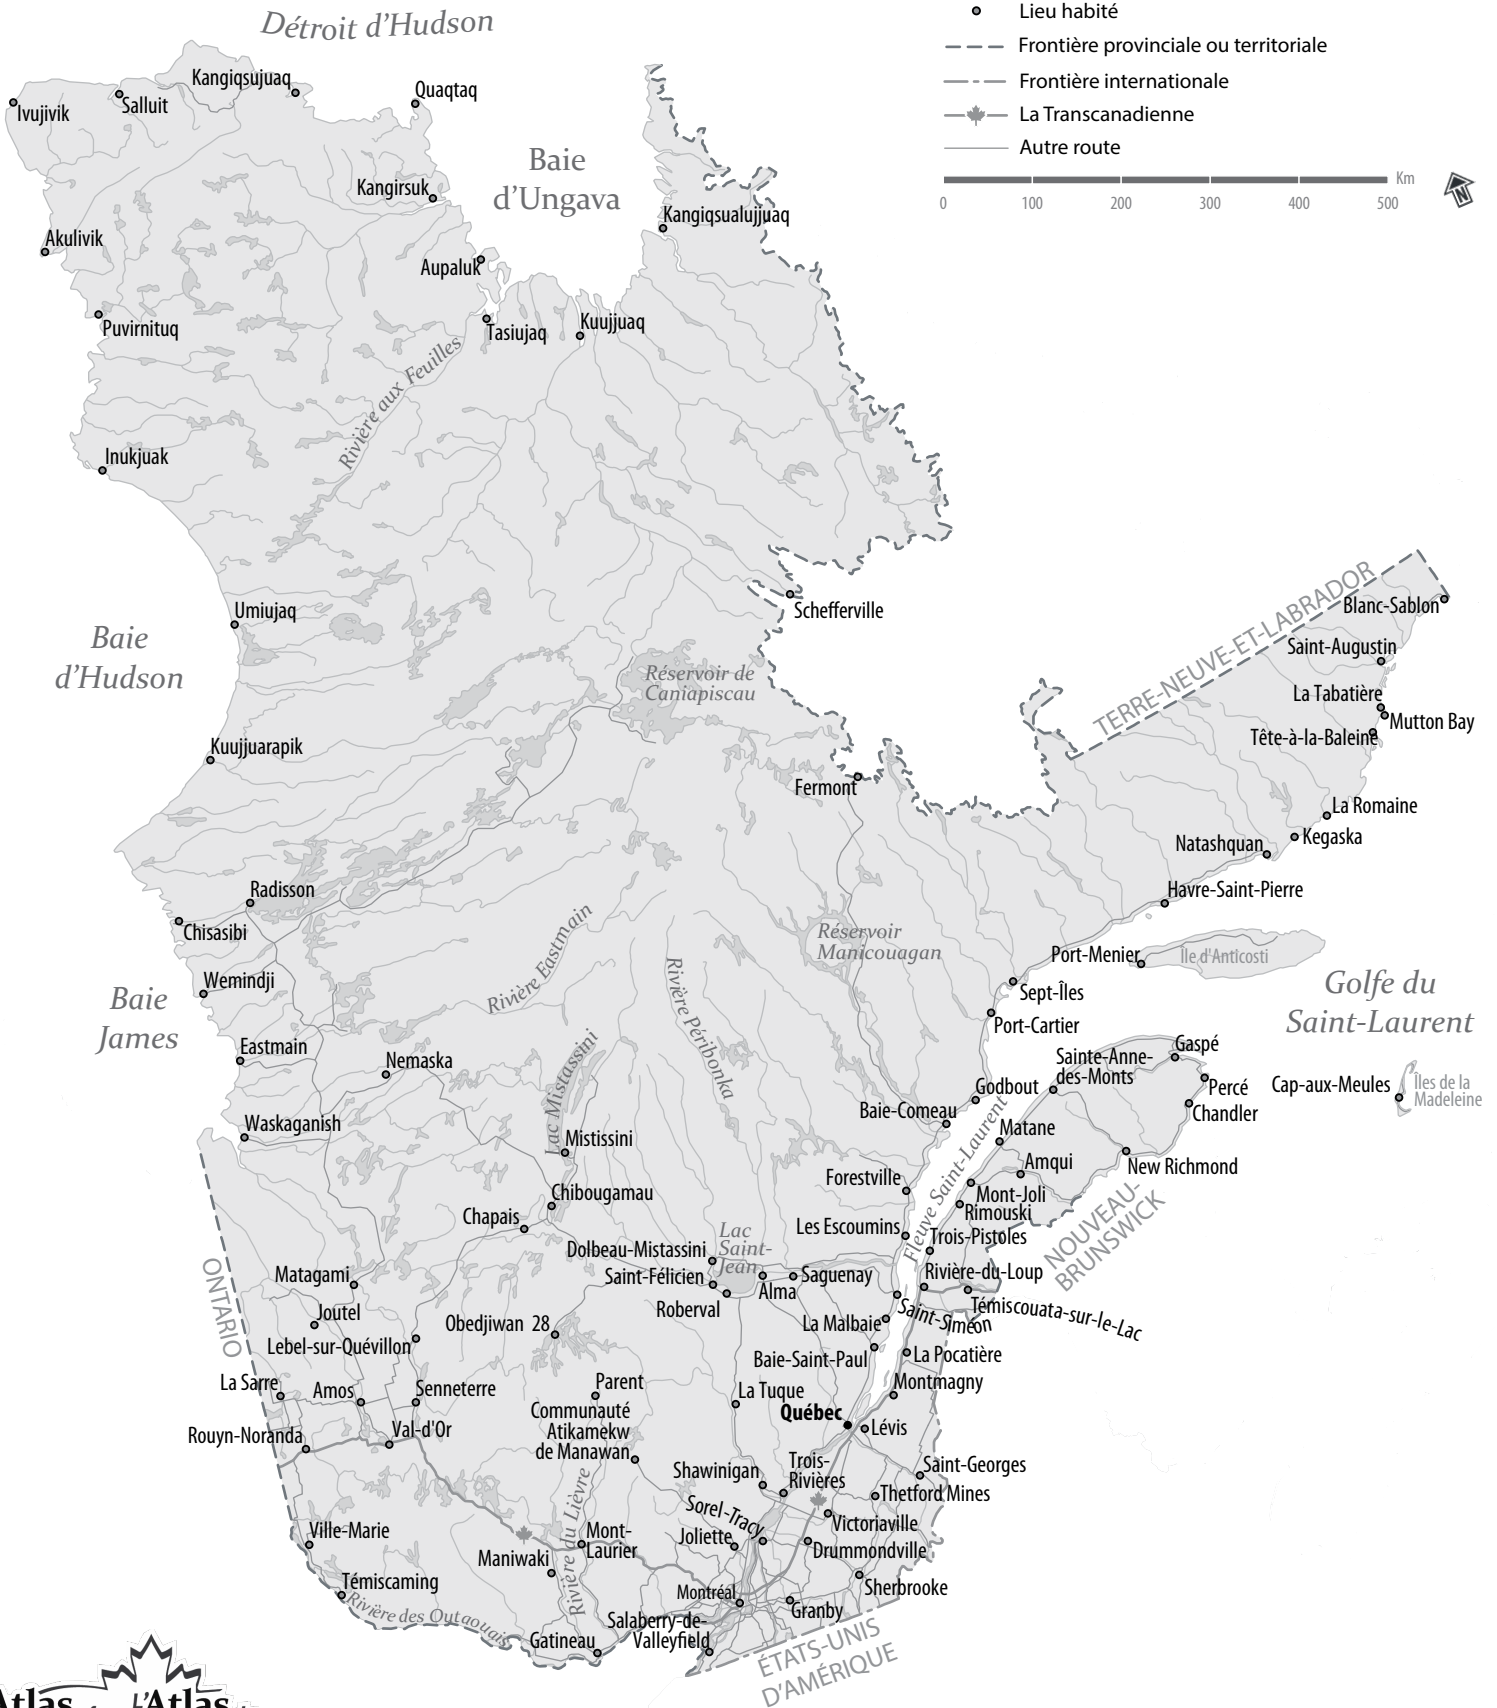 Détroit d'Hudson
Lieu habité
Frontière provinciale ou territoriale
Frontière internationale
La Transcanadienne
Autre route
Km
0 100 200 300 400 500
N
Kangiqsujuaq
Quaqtaq
Salluit
Ivujivik
Baie
d'Ungava
Kangirsuk
Kangiqsualujjuaq
Akulivik
Aupaluk
Puvirnituq
Tasiujaq
Kuujjuaq
Rivière aux Feuilles
Inukjuak
Schefferville
Umiujaq
Baie
d'Hudson
Réservoir de
Caniapiscau
TERRE-NEUVE-ET-LABRADOR
Blanc-Sablon
Saint-Augustin
La Tabatière
Mutton Bay
Tête-à-la-Baleine
Kuujjuarapik
Fermont
La Romaine
Kegaska
Natashquan
Havre-Saint-Pierre
Radisson
Chisasibi
Rivière Eastmain
Réservoir
Manicouagan
Port-Menier
Île d'Anticosti
Wemindji
Rivière Péribonka
Sept-Îles
Golfe du
Saint-Laurent
Baie
James
Port-Cartier
Eastmain
Nemaska
Lac Mistassini
Gaspé
Sainte-Anne-
des-Monts
Godbout
Percé
Chandler
Cap-aux-Meules
Îles de la
Madeleine
Baie-Comeau
Waskaganish
Mistissini
Matane
Fleuve Saint-Laurent
Amqui
New Richmond
Forestville
Mont-Joli
Rimouski
Chibougamau
Chapais
Les Escoumins
Trois-Pistoles
NOUVEAU-
BRUNSWICK
Lac
Saint-
Jean
Dolbeau-Mistassini
Saint-Félicien
Alma
Saguenay
Roberval
Rivière-du-Loup
Témiscouata-sur-le-Lac
Saint-Siméon
ONTARIO
Matagami
Joutel
Lebel-sur-Quévillon
Obedjiwan 28
La Malbaie
Baie-Saint-Paul
La Pocatière
La Sarre
Amos
Senneterre
Parent
La Tuque
Montmagny
Québec
Lévis
Communauté
Atikamekw
de Manawan
Rouyn-Noranda
Val-d'Or
Shawinigan
Trois-
Rivières
Saint-Georges
Thetford Mines
Sorel-Tracy
Victoriaville
Ville-Marie
Rivière du Lièvre
Mont-
Laurier
Joliette
Drummondville
Maniwaki
Témiscaming
Sherbrooke
Montréal
Granby
Rivière des Outaouais
Gatineau
Salaberry-de-
Valleyfield
ÉTATS-UNIS
D'AMÉRIQUE
Atlas L'Atlas